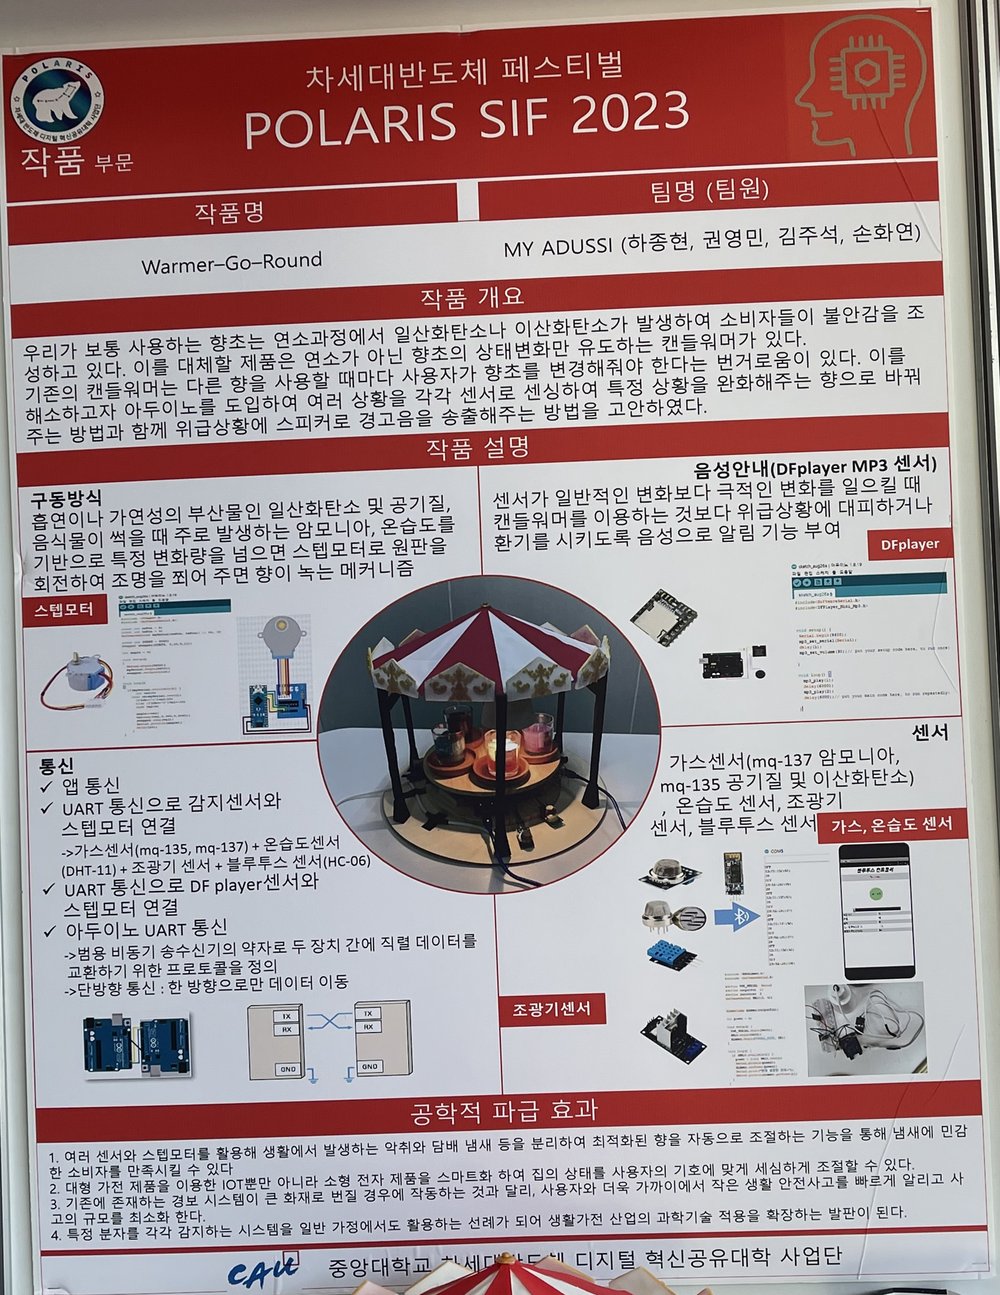 POLARIS
차세대 반도체 디지털 혁신공유대학 사업단
차세대반도체 페스티벌
POLARIS SIF 2023
작품 부문
작품명
팀명 (팀원)
Warmer–Go–Round
MY ADUSSI (하종현, 권영민, 김주석, 손화연)
작품 개요
우리가 보통 사용하는 향초는 연소과정에서 일산화탄소나 이산화탄소가 발생하여 소비자들이 불안감을 조
성하고 있다. 이를 대체할 제품은 연소가 아닌 향초의 상태변화만 유도하는 캔들워머가 있다.
기존의 캔들워머는 다른 향을 사용할 때마다 사용자가 향초를 변경해줘야 한다는 번거로움이 있다. 이를
해소하고자 아두이노를 도입하여 여러 상황을 각각 센서로 센싱하여 특정 상황을 완화해주는 향으로 바꿔
주는 방법과 함께 위급상황에 스피커로 경고음을 송출해주는 방법을 고안하였다.
작품 설명
구동방식
흡연이나 가연성의 부산물인 일산화탄소 및 공기질,
음식물이 썩을 때 주로 발생하는 암모니아, 온습도를
기반으로 특정 변화량을 넘으면 스텝모터로 원판을
회전하여 조명을 쬐어 주면 향이 녹는 메커니즘
스텝모터
음성안내(DFplayer MP3 센서)
센서가 일반적인 변화보다 극적인 변화를 일으킬 때
캔들워머를 이용하는 것보다 위급상황에 대피하거나
환기를 시키도록 음성으로 알림 기능 부여
DFplayer
통신
✓ 앱 통신
✓ UART 통신으로 감지센서와
스텝모터 연결
->가스센서(mq-135, mq-137) + 온습도센서
(DHT-11) + 조광기 센서 + 블루투스 센서(HC-06)
✓ UART 통신으로 DF player센서와
스텝모터 연결
✓ 아두이노 UART 통신
->범용 비동기 송수신기의 약자로 두 장치 간에 직렬 데이터를
교환하기 위한 프로토콜을 정의
->단방향 통신 : 한 방향으로만 데이터 이동
TX
RX
GND
TX
RX
GND
센서
가스센서(mq-137 암모니아,
mq-135 공기질 및 이산화탄소)
, 온습도 센서, 조광기
센서, 블루투스 센서
가스, 온습도 센서
조광기센서
공학적 파급 효과
1. 여러 센서와 스텝모터를 활용해 생활에서 발생하는 악취와 담배 냄새 등을 분리하여 최적화된 향을 자동으로 조절하는 기능을 통해 냄새에 민감
한 소비자를 만족시킬 수 있다
2. 대형 가전 제품을 이용한 IOT뿐만 아니라 소형 전자 제품을 스마트화 하여 집의 상태를 사용자의 기호에 맞게 세심하게 조절할 수 있다.
3. 기존에 존재하는 경보 시스템이 큰 화재로 번질 경우에 작동하는 것과 달리, 사용자와 더욱 가까이에서 작은 생활 안전사고를 빠르게 알리고 사
고의 규모를 최소화 한다.
4. 특정 분자를 각각 감지하는 시스템을 일반 가정에서도 활용하는 선례가 되어 생활가전 산업의 과학기술 적용을 확장하는 발판이 된다.
CAU 중앙대학교 차세대반도체 디지털 혁신공유대학 사업단